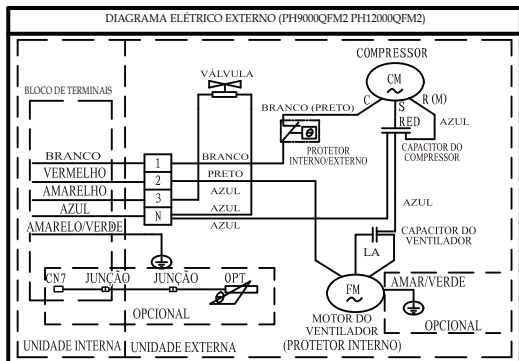 DIAGRAMA ELÉTRICO EXTERNO (PH9000QFM2 PH12000QFM2)
COMPRESSOR
VÁLVULA
CM
BLOCO DE TERMINAIS
C
S
R (M)
BRANCO (PRETO)
RED
AZUL
CAPACITOR DO
COMPRESSOR
PROTETOR
INTERNO/EXTERNO
BRANCO
1
BRANCO
VERMELHO
2
PRETO
AMARELHO
3
AZUL
AZUL
N
AZUL
AZUL
AZUL
AMARELO/VERDE
CAPACITOR DO
VENTILADOR
LA
CN7
JUNÇÃO
JUNÇÃO
OPT
FM
AMAR/VERDE
OPCIONAL
MOTOR DO
VENTILADOR
(PROTETOR INTERNO)
OPCIONAL
UNIDADE INTERNA
UNIDADE EXTERNA